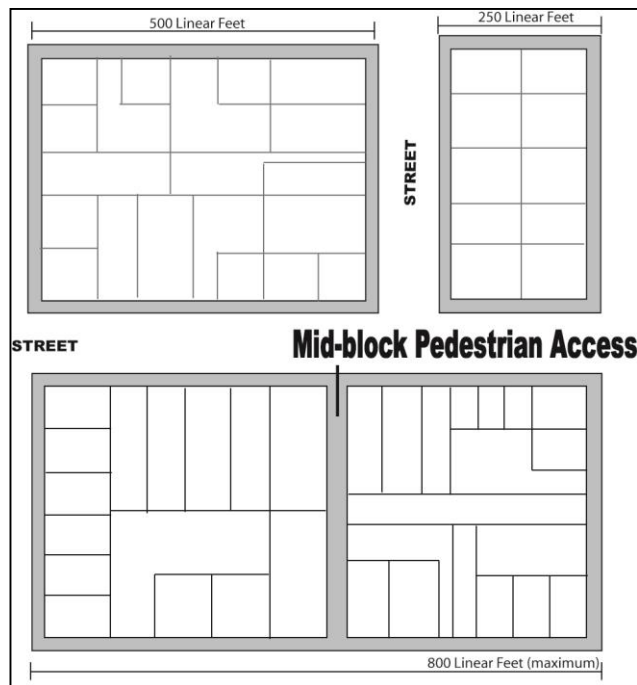 500 Linear Feet
250 Linear Feet
STREET
STREET
Mid-block Pedestrian Access
800 Linear Feet (maximum)